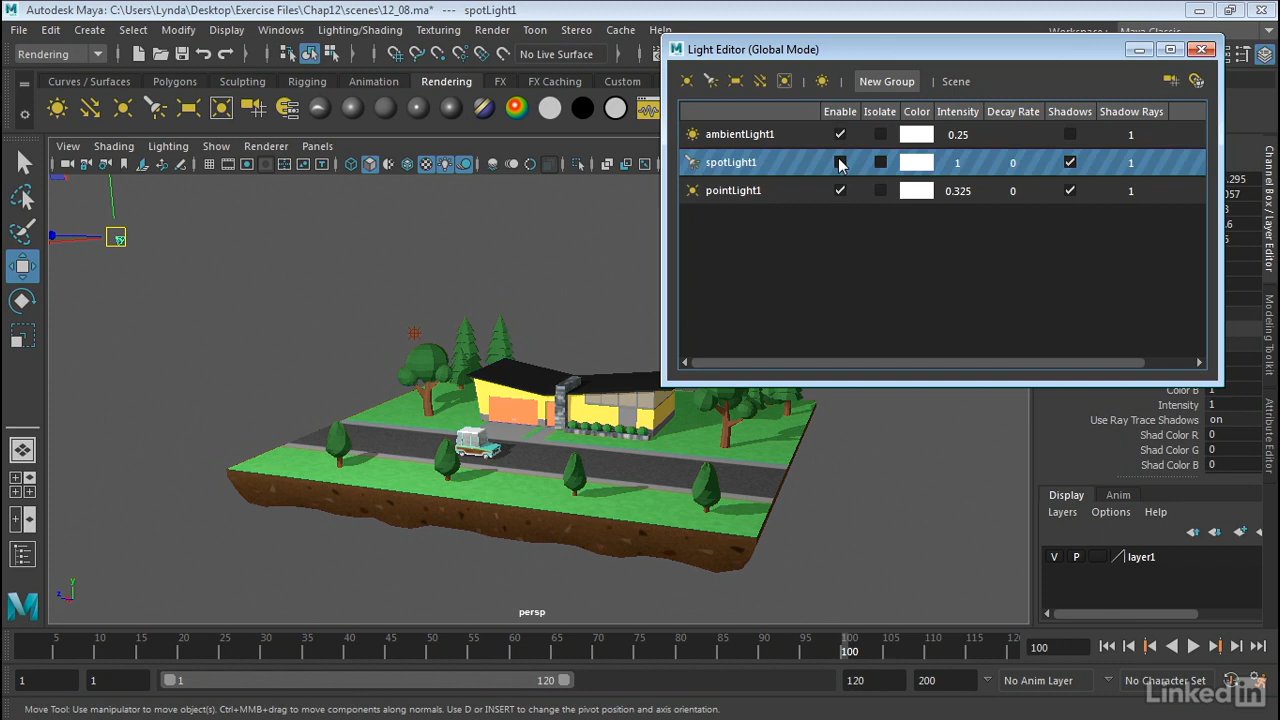 Autodesk Maya: C:\Users\Lynda\Desktop\Exercise Files\Chap12\scenes\12_08.ma* --- spotLight1
File Edit Create Select Modify Display Windows Lighting/Shading Texturing Render Toon Stereo Cache Help
Rendering No Live Surface
Light Editor (Global Mode)
New Group Scene
Curves / Surfaces Polygons Sculpting Rigging Animation Rendering FX FX Caching Custom
Enable Isolate Color Intensity Decay Rate Shadows Shadow Rays
ambientLight1 0.25 1
spotLight1 1 0 1
pointLight1 0.325 0 1
View Shading Lighting Show Renderer Panels
.295
Channel Box / Layer Editor
Modeling Toolkit
Color B 1
Intensity 1
Use Ray Trace Shadows on
Shad Color R 0
Shad Color G 0
Shad Color B 0
Display Anim
Layers Options Help
V P layer1
persp
5 10 15 20 25 30 35 40 45 50 55 60 65 70 75 80 85 90 95 100 105 110 115 12
100 100
1 1 1 120 120 200 No Anim Layer No Character Set
LinkedIn
Move Tool: Use manipulator to move object(s). Ctrl+MMB+drag to move components along normals. Use D or INSERT to change the pivot position and axis orientation.